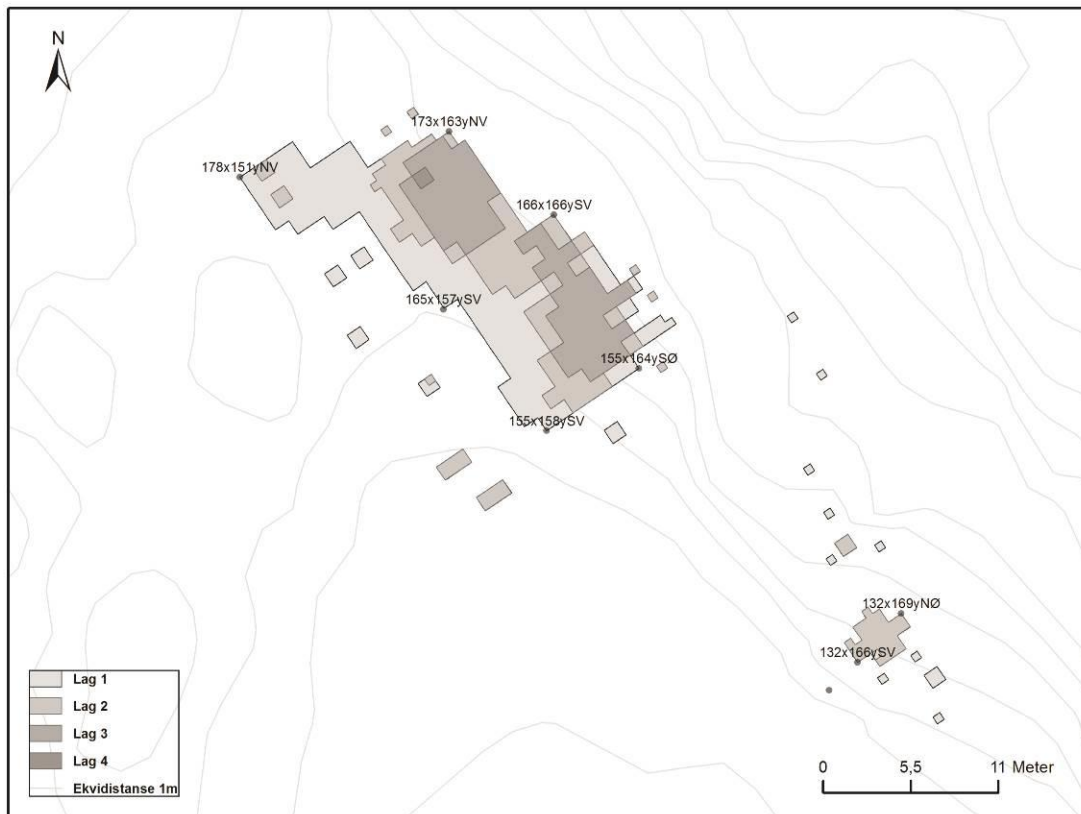 N
173x163yNV
178x151yNV
166x166ySV
165x157ySV
155x164ySØ
155x158ySV
132x169yNØ
132x166ySV
Lag 1
Lag 2
Lag 3
Lag 4
Ekvidistanse 1m
0 5,5 11 Meter